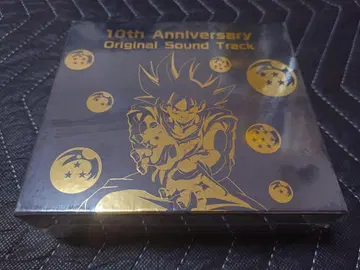 10th Anniversary
Original Sound Track